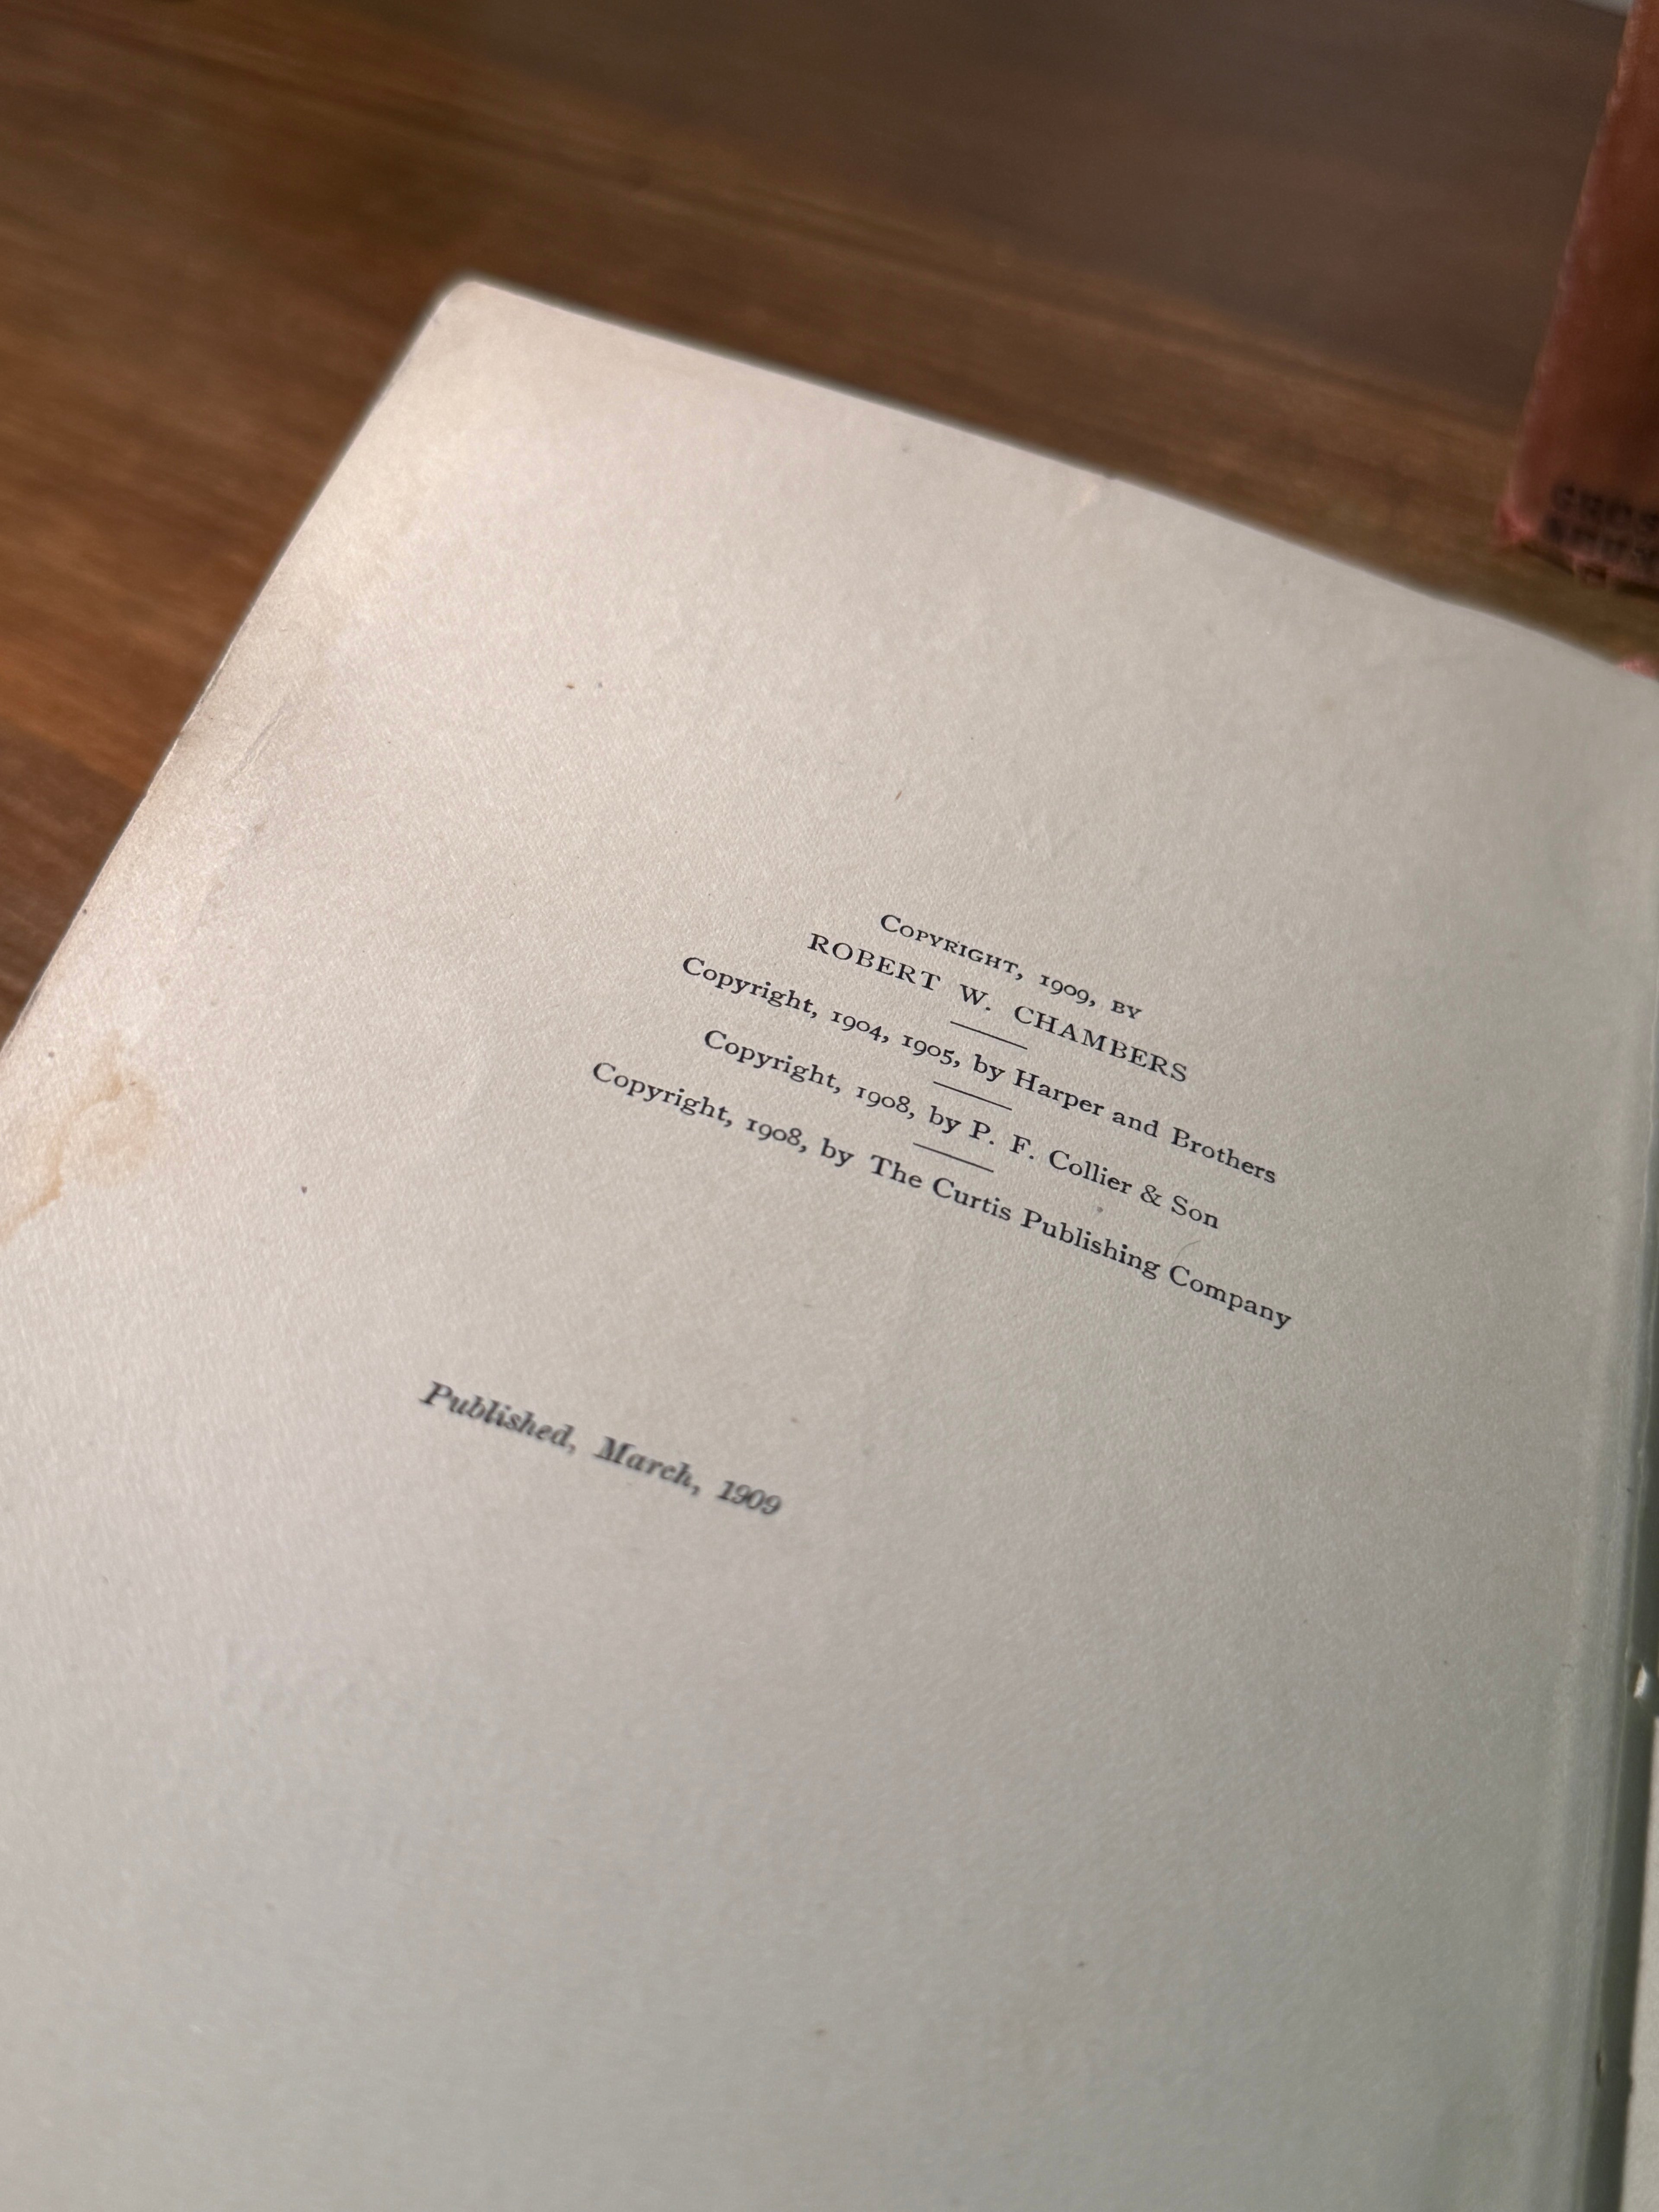 COPYRIGHT, 1909, BY
ROBERT W. CHAMBERS
Copyright, 1904, 1905, by Harper and Brothers
Copyright, 1908, by P. F. Collier & Son
Copyright, 1908, by The Curtis Publishing Company
Published, March, 1909